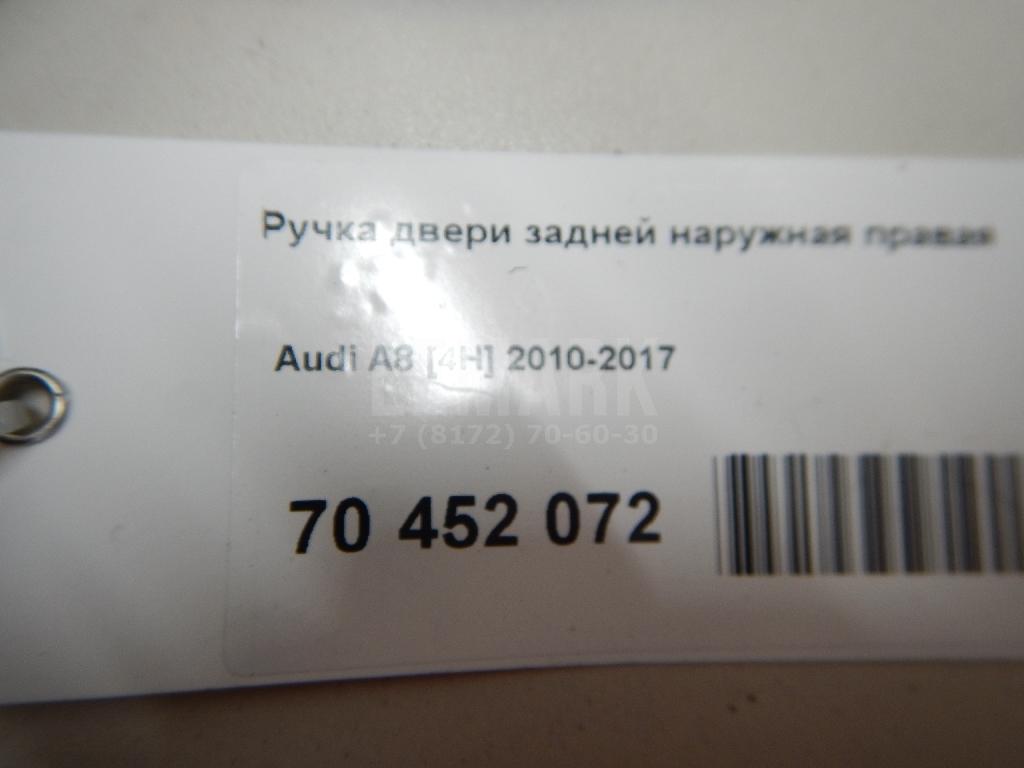 Ручка двери задней наружная правая
Audi A8 [4H] 2010-2017
+7 (8172) 70-60-30
70 452 072